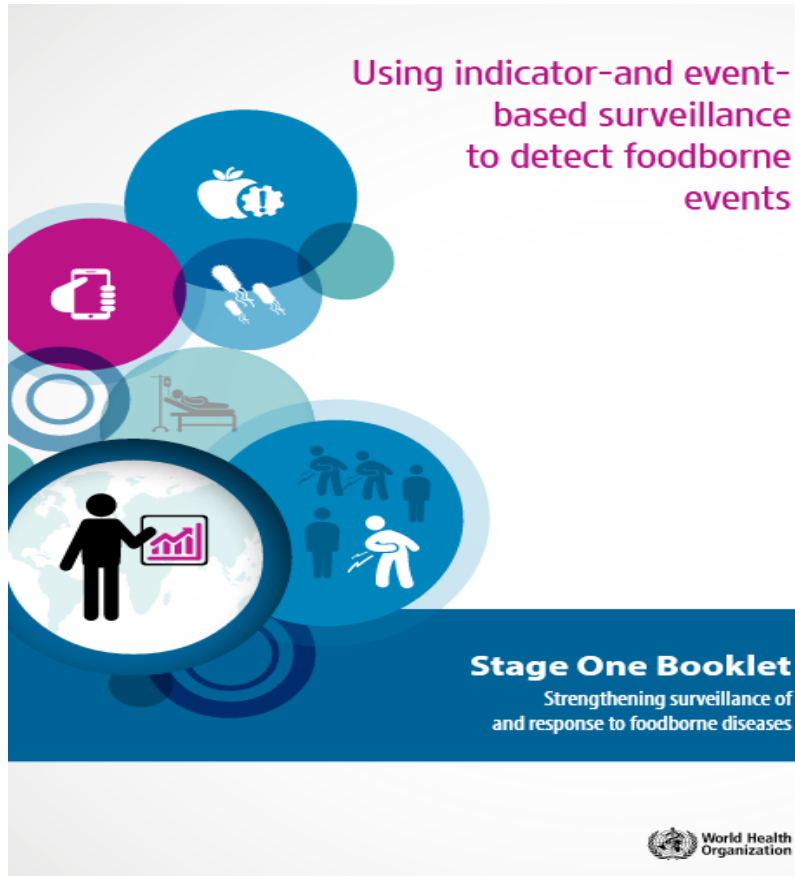 Using indicator-and event-
based surveillance
to detect foodborne
events
Stage One Booklet
Strengthening surveillance of
and response to foodborne diseases
World Health
Organization